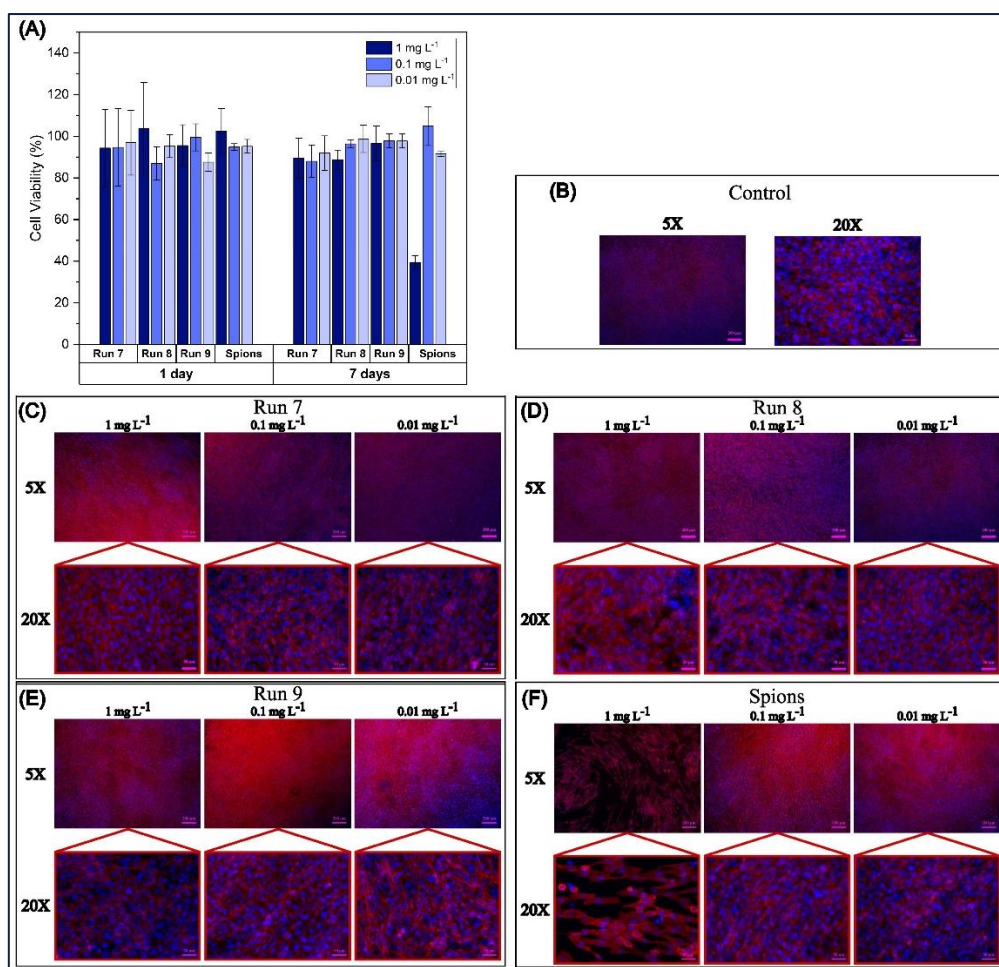 (A)
140
120
100
80
60
40
20
0
Cell Viability (%)
1 mg L⁻¹
0.1 mg L⁻¹
0.01 mg L⁻¹
Run 7 Run 8 Run 9 Spions Run 7 Run 8 Run 9 Spions
1 day 7 days
(B) Control
5X 20X
(C) Run 7
1 mg L⁻¹ 0.1 mg L⁻¹ 0.01 mg L⁻¹
5X
20X
(D) Run 8
1 mg L⁻¹ 0.1 mg L⁻¹ 0.01 mg L⁻¹
5X
20X
(E) Run 9
1 mg L⁻¹ 0.1 mg L⁻¹ 0.01 mg L⁻¹
5X
20X
(F) Spions
1 mg L⁻¹ 0.1 mg L⁻¹ 0.01 mg L⁻¹
5X
20X